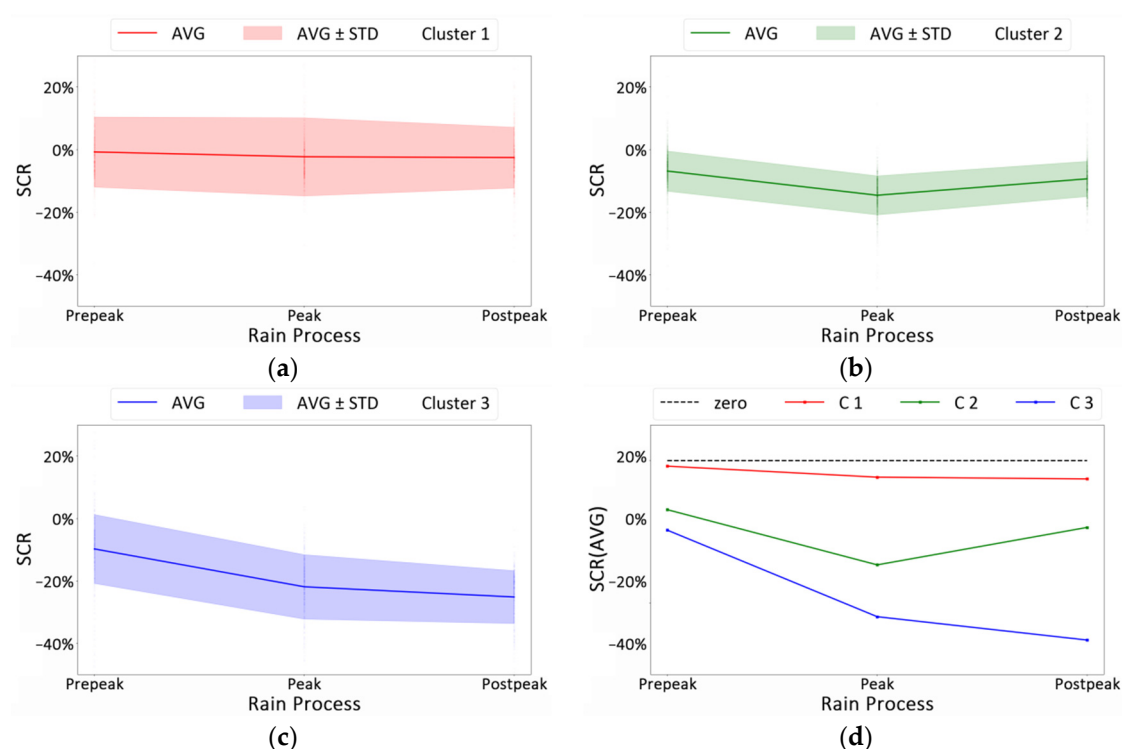 AVG AVG ± STD Cluster 1
20%
0%
−20%
−40%
SCR
Prepeak Peak Postpeak
Rain Process
(a)
AVG AVG ± STD Cluster 2
20%
0%
−20%
−40%
SCR
Prepeak Peak Postpeak
Rain Process
(b)
AVG AVG ± STD Cluster 3
20%
0%
−20%
−40%
SCR
Prepeak Peak Postpeak
Rain Process
(c)
zero C 1 C 2 C 3
20%
0%
−20%
−40%
SCR(AVG)
Prepeak Peak Postpeak
Rain Process
(d)